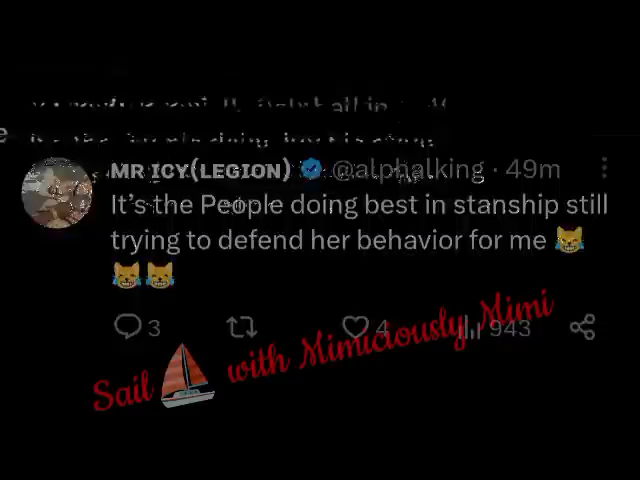 MR ICY(LEGION) @alphalking · 49m
It’s the People doing best in stanship still
trying to defend her behavior for me 😹
😹😹
3 4 943
Sail ⛵ with Mimiciously Mimi